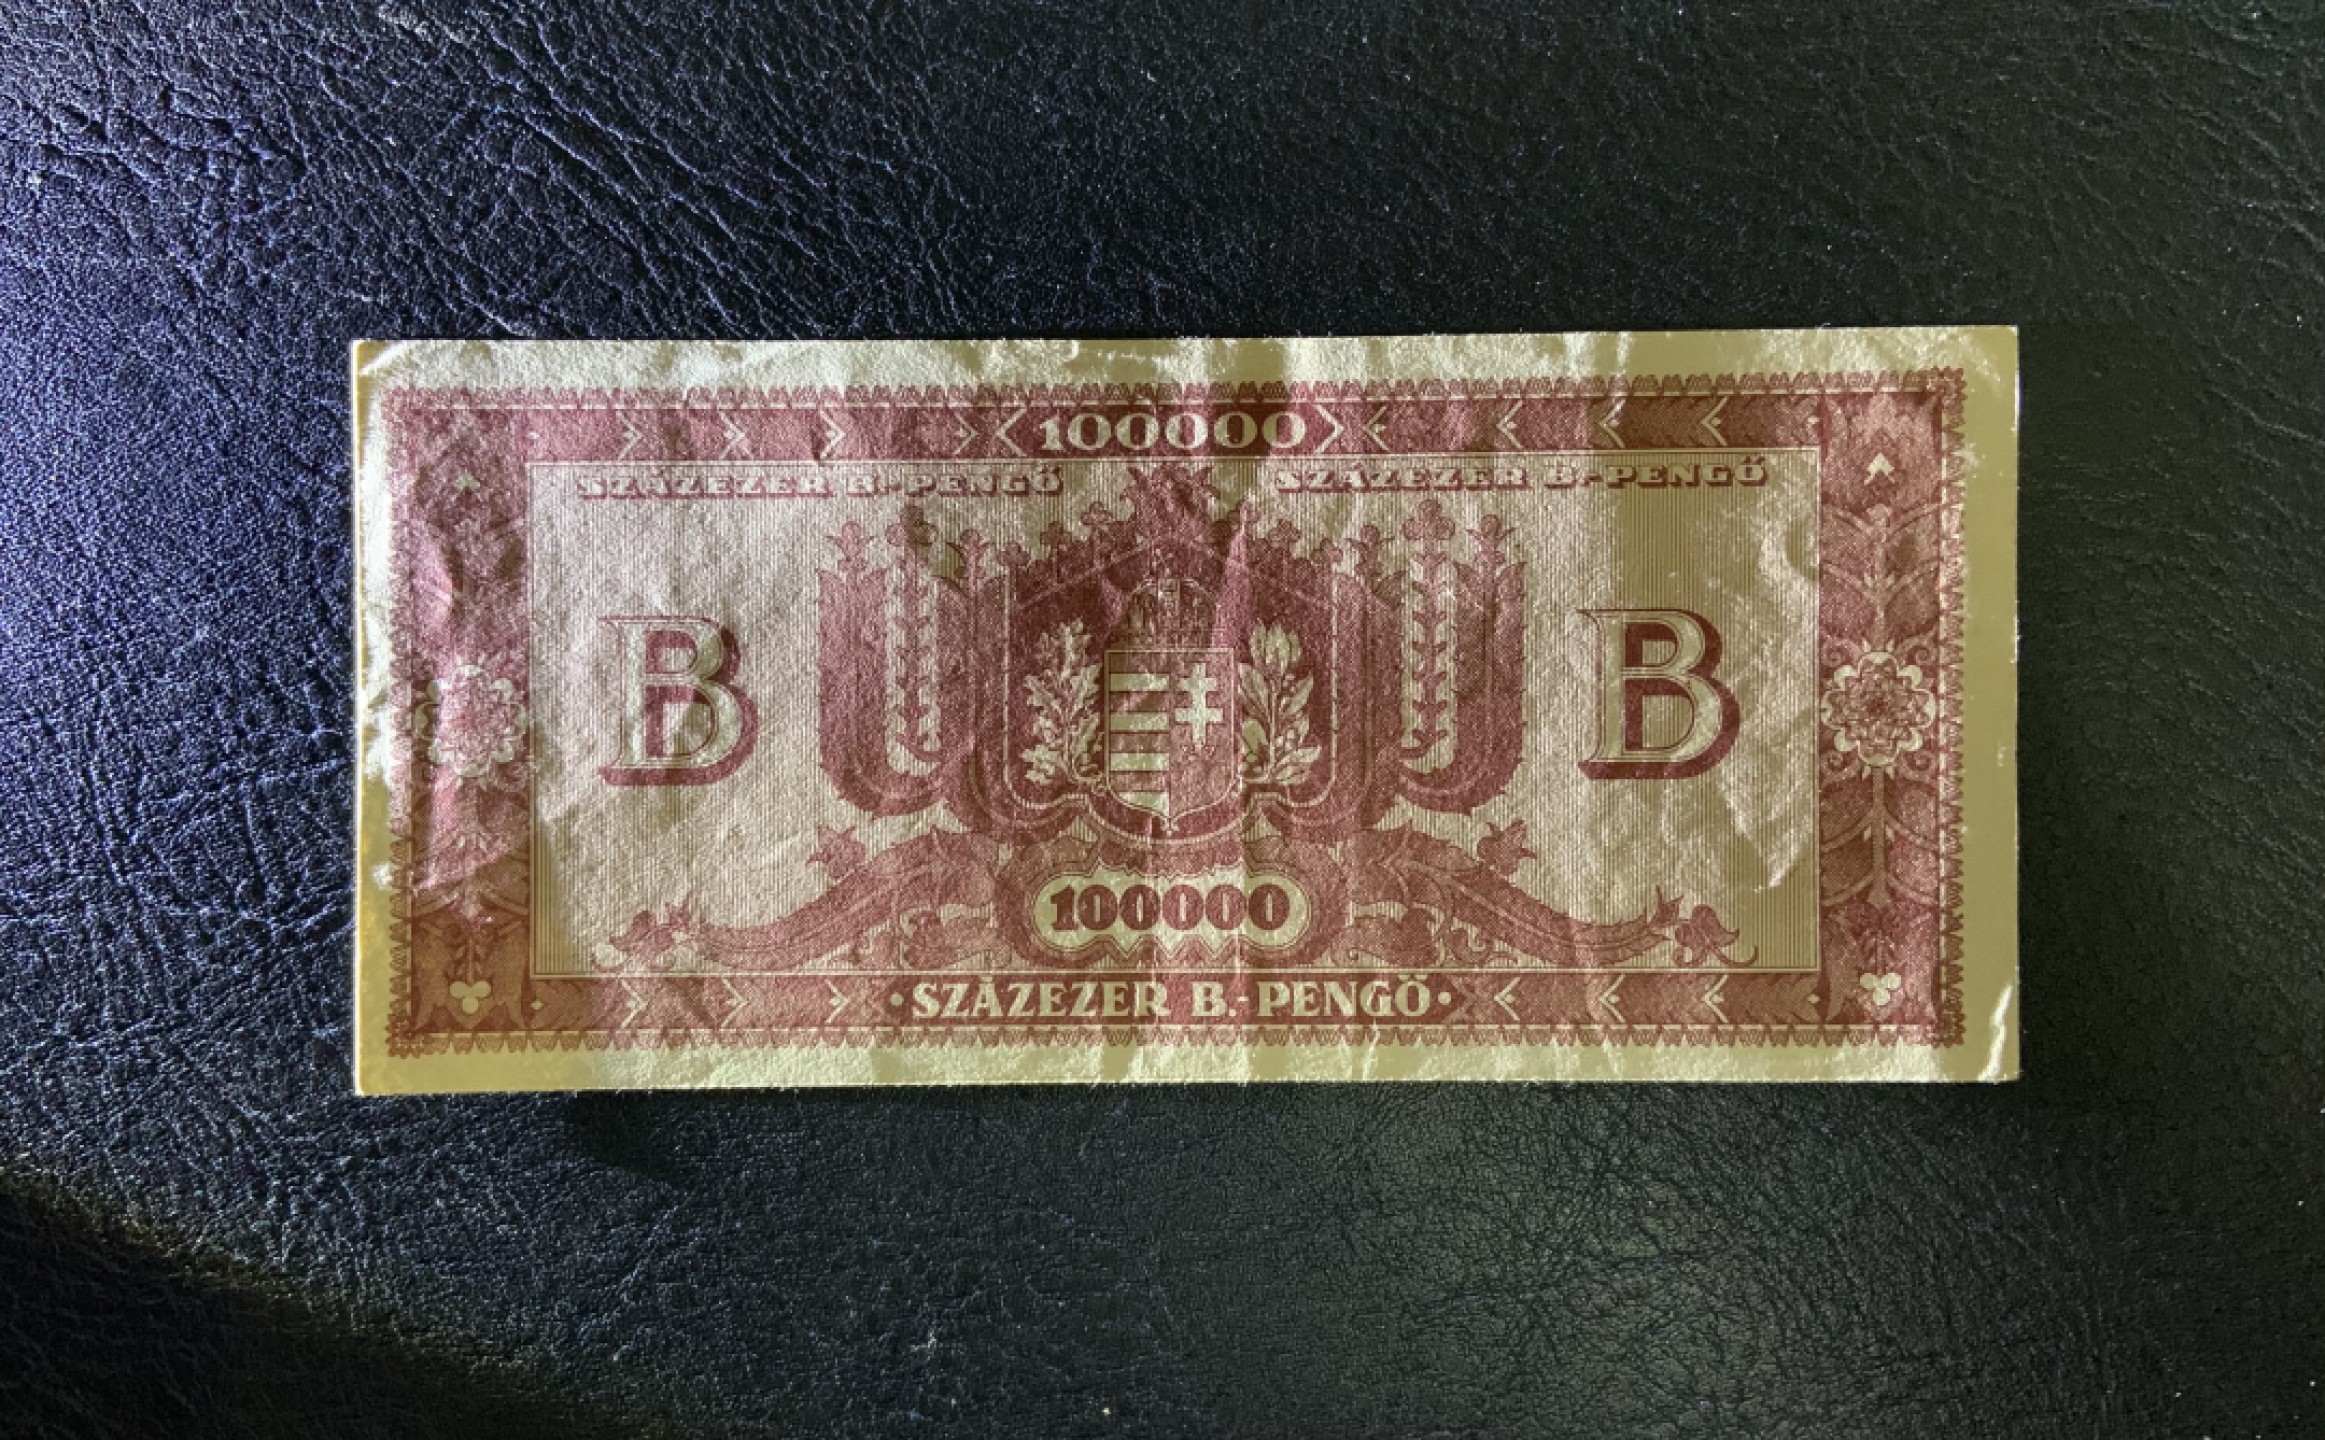 100000
SZÁZEZER B.-PENGŐ SZÁZEZER B.-PENGŐ
B B
100000
•SZÁZEZER B.-PENGŐ•